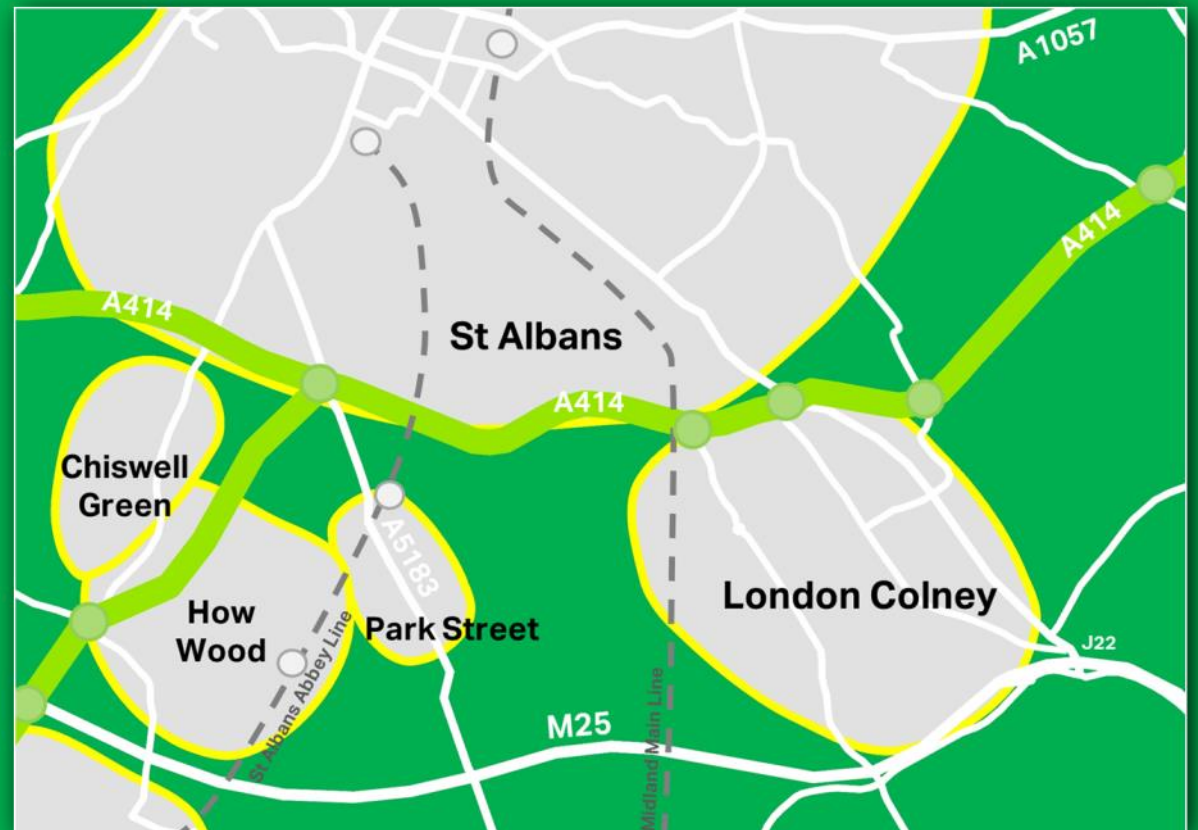 A1057
A414
A414
St Albans
A414
Chiswell
Green
A5183
How
Wood
Park Street
London Colney
St Albans Abbey Line
Midland Main Line
J22
M25